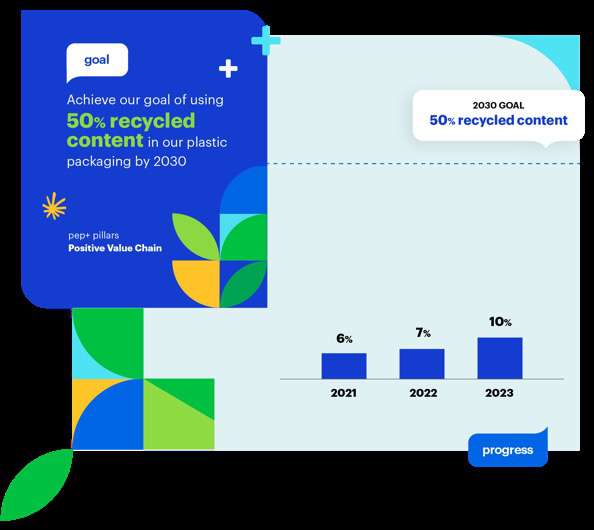 goal
Achieve our goal of using
50% recycled
content in our plastic
packaging by 2030
pep+ pillars
Positive Value Chain
2030 GOAL
50% recycled content
6%
7%
10%
2021
2022
2023
progress